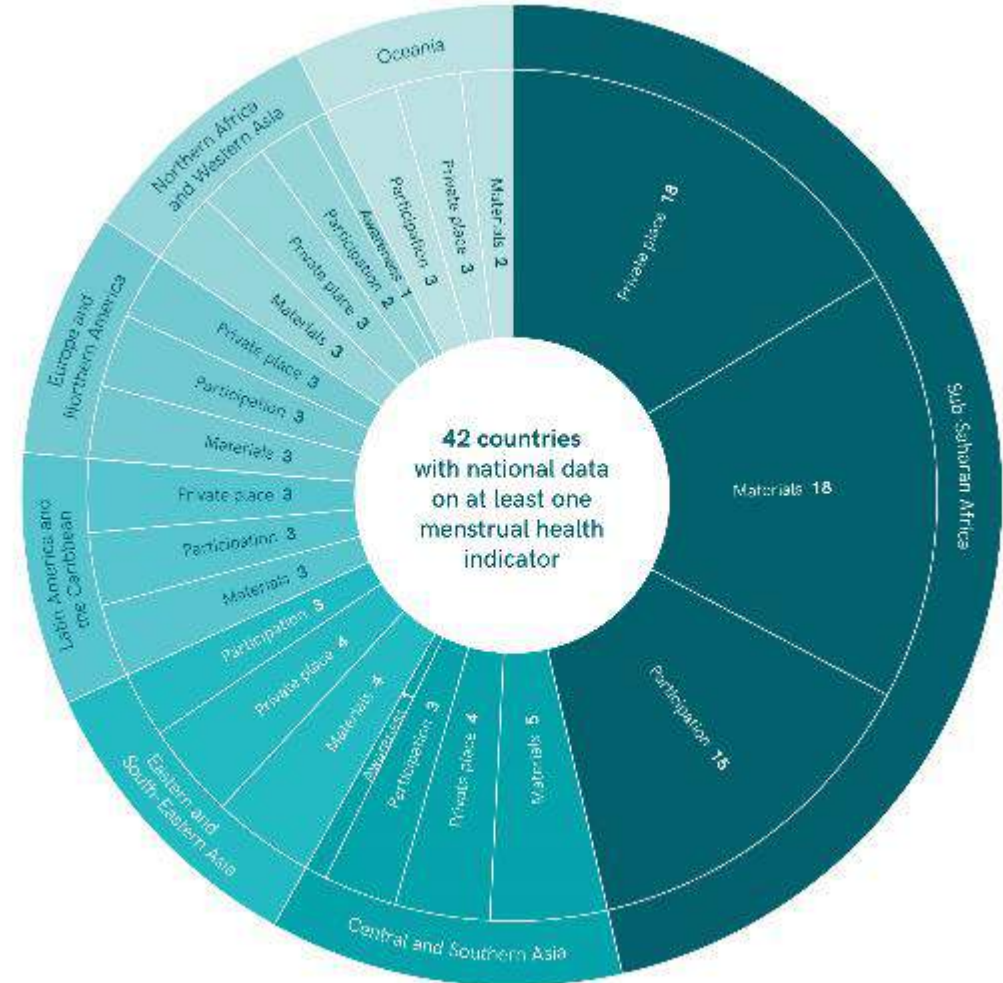 42 countries
with national data
on at least one
menstrual health
indicator
Sub Saharan Africa
Private place 18
Materials 18
Participation 15
Central and Southern Asia
Materials 5
Private place 4
Participation 3
Awareness 1
Eastern and
South-Eastern Asia
Materials 4
Private place 4
Participation 3
Latin America and
the Caribbean
Materials 3
Participation 3
Private place 3
Europe and
Northern America
Materials 3
Participation 3
Private place 3
Northern Africa
and Western Asia
Materials 3
Private place 3
Participation 2
Awareness 1
Oceania
Participation 3
Private place 3
Materials 2